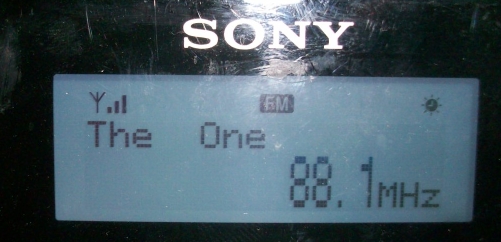 SONY
FM
The One
88.1MHz